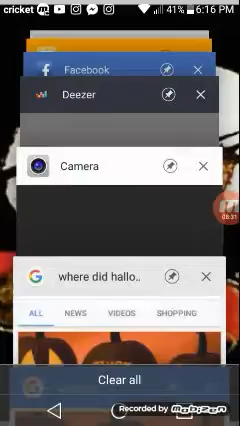 cricket 41% 6:16 PM
Facebook
Deezer
Camera
08:31
where did hallo..
ALL NEWS VIDEOS SHOPPING
Clear all
Recorded by MOBIZEN